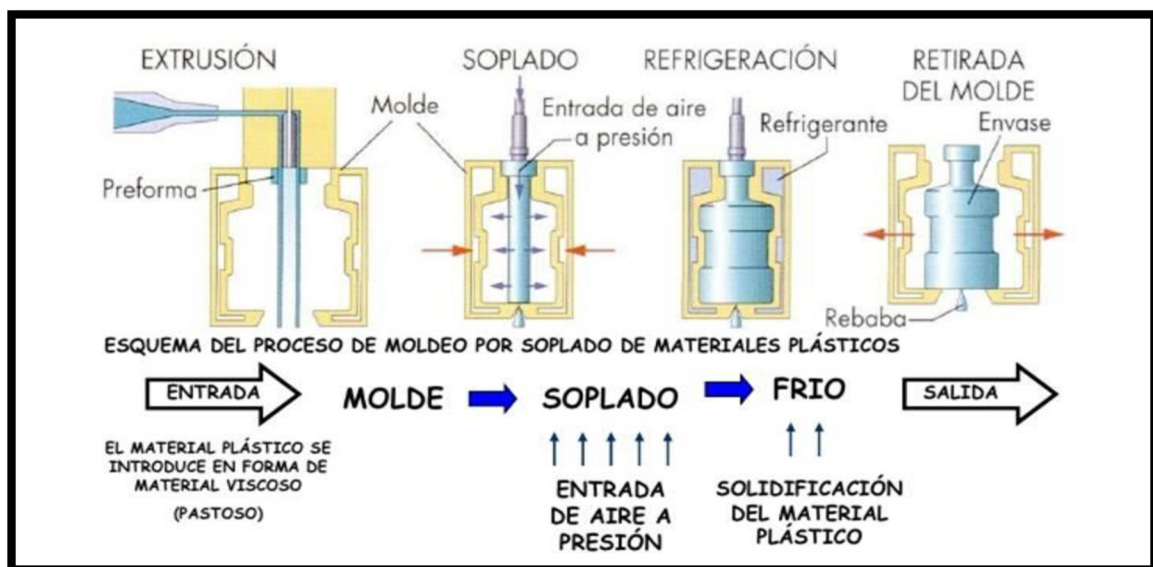 EXTRUSIÓN
Molde
Preforma
SOPLADO
Entrada de aire
a presión
REFRIGERACIÓN
Refrigerante
RETIRADA
DEL MOLDE
Envase
Rebaba
ESQUEMA DEL PROCESO DE MOLDEO POR SOPLADO DE MATERIALES PLÁSTICOS
ENTRADA
MOLDE
SOPLADO
FRIO
SALIDA
EL MATERIAL PLÁSTICO SE
INTRODUCE EN FORMA DE
MATERIAL VISCOSO
(PASTOSO)
ENTRADA
DE AIRE A
PRESIÓN
SOLIDIFICACIÓN
DEL MATERIAL
PLÁSTICO